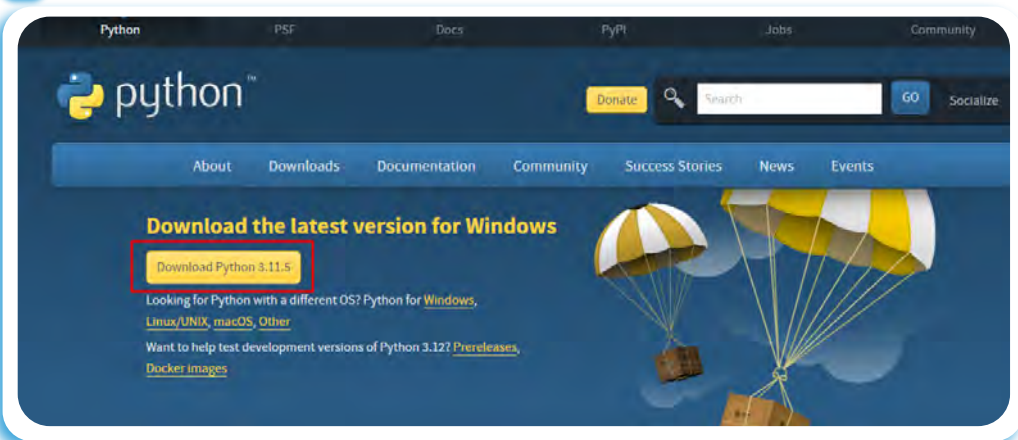 Python PSF Docs PyPI Jobs Community
python™
Donate Search GO Socialize
About Downloads Documentation Community Success Stories News Events
Download the latest version for Windows
Download Python 3.11.5
Looking for Python with a different OS? Python for Windows,
Linux/UNIX, macOS, Other
Want to help test development versions of Python 3.12? Prereleases,
Docker images